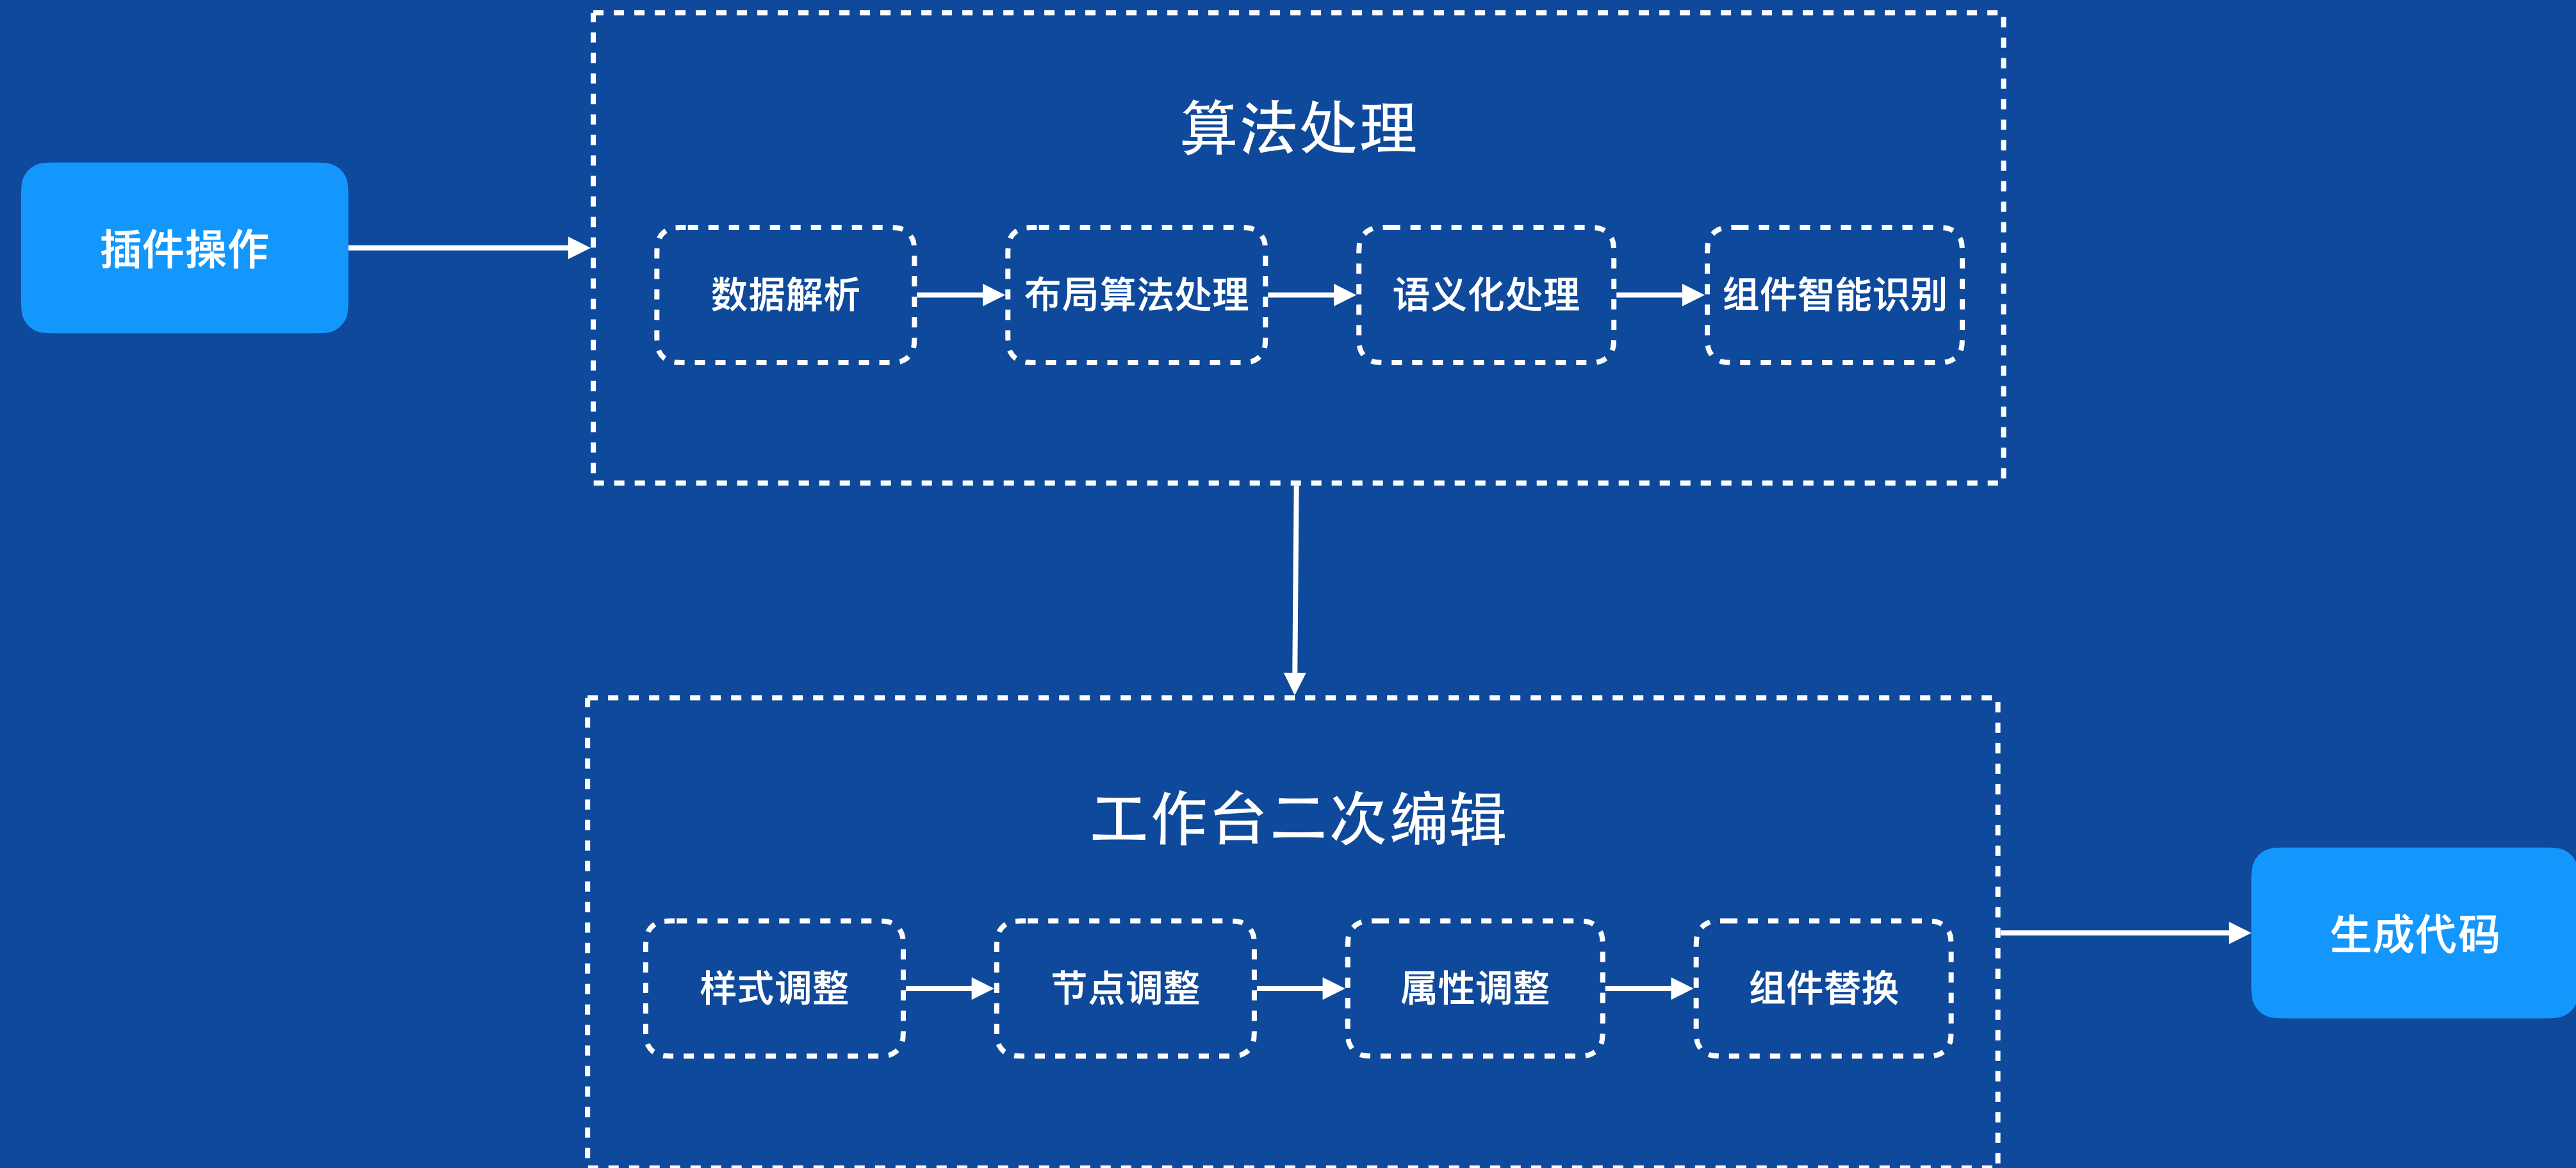 算法处理
插件操作
数据解析
布局算法处理
语义化处理
组件智能识别
工作台二次编辑
样式调整
节点调整
属性调整
组件替换
生成代码